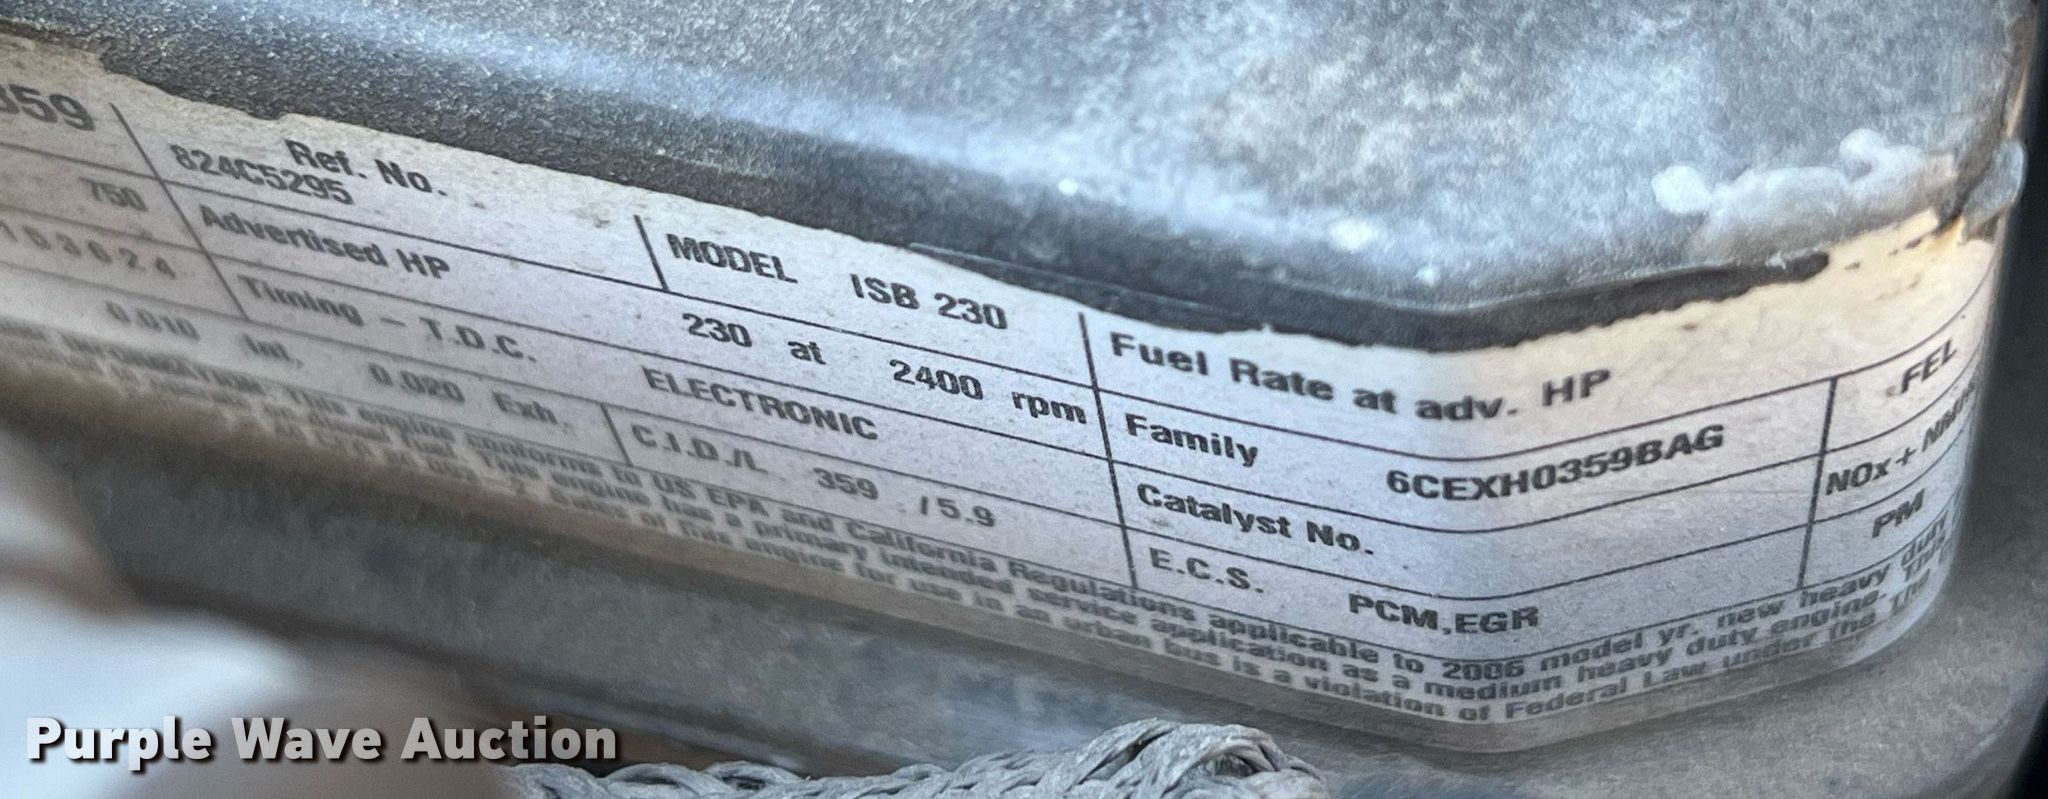 359
Ref. No.
824C5295
MODEL ISB 230
Fuel Rate at adv. HP
FEL
750
Advertised HP 230 at 2400 rpm
Family 6CEXH0359BAG
NOx + 
Timing – T.D.C. ELECTRONIC
Catalyst No.
PM
0.010 Int. 0.020 Exh.
C.I.D./L 359 / 5.9
E.C.S. PCM,EGR
This engine conforms to US EPA and California Regulations applicable to 2006 model yr. new heavy duty
fuel. This engine has a primary intended service application as a medium heavy duty engine.
of this engine for use in an urban bus is a violation of Federal Law under the
Purple Wave Auction